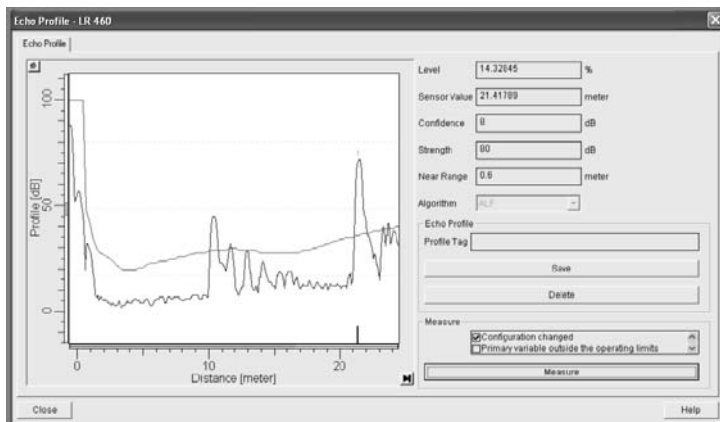 Echo Profile - LR 460
Echo Profile
Level 14.32845 %
Sensor Value 21.41789 meter
Confidence 8 dB
Strength 80 dB
Near Range 0.6 meter
Algorithm ALF
Echo Profile
Profile Tag
Save
Delete
Measure
Configuration changed
Primary variable outside the operating limits
Measure
Profile [dB]
100
50
0
0 10 20
Distance [meter]
Close Help